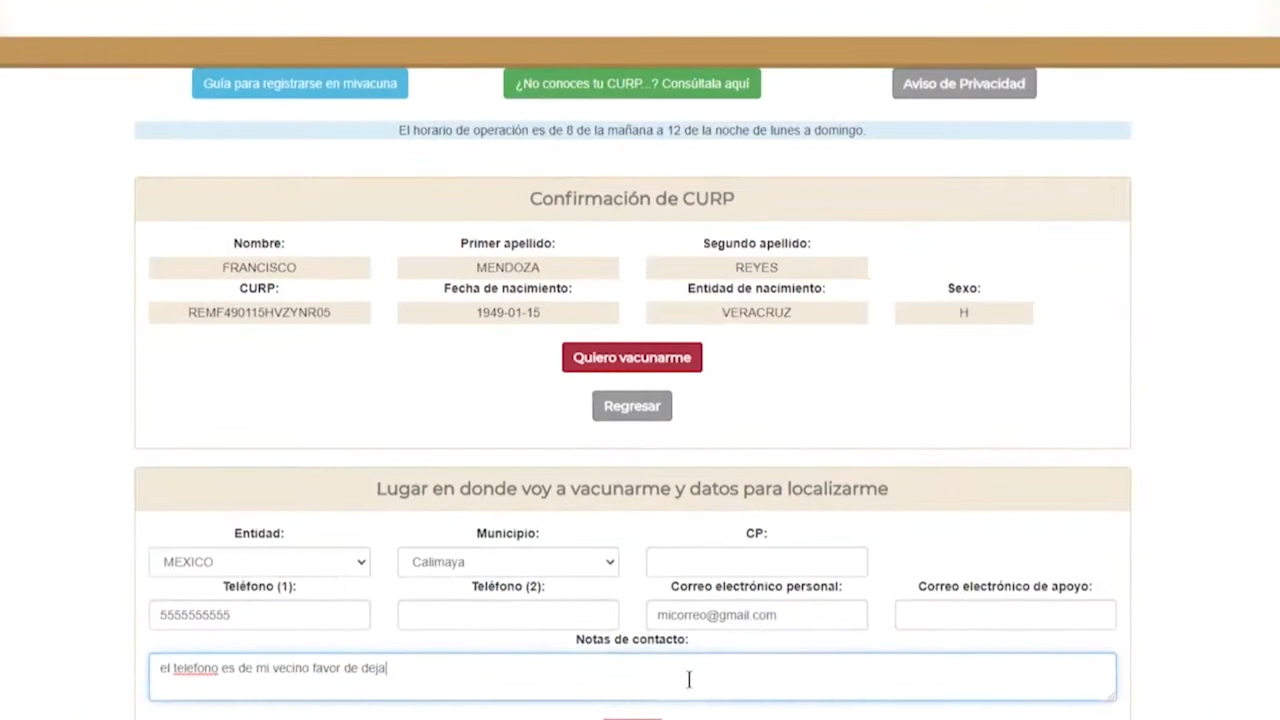 Guía para registrarse en mivacuna
¿No conoces tu CURP...? Consúltala aquí
Aviso de Privacidad
El horario de operación es de 8 de la mañana a 12 de la noche de lunes a domingo.
Confirmación de CURP
Nombre: Primer apellido: Segundo apellido:
FRANCISCO MENDOZA REYES
CURP: Fecha de nacimiento: Entidad de nacimiento: Sexo:
REMF490115HVZYNR05 1949-01-15 VERACRUZ H
Quiero vacunarme
Regresar
Lugar en donde voy a vacunarme y datos para localizarme
Entidad: Municipio: CP:
MEXICO Calimaya
Teléfono (1): Teléfono (2): Correo electrónico personal: Correo electrónico de apoyo:
5555555555 micorreo@gmail.com
Notas de contacto:
el telefono es de mi vecino favor de deja